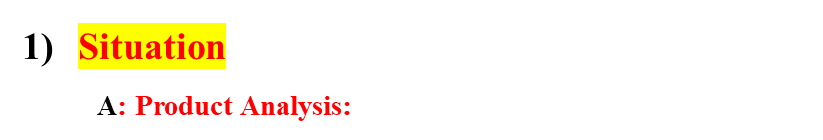 1) Situation
A: Product Analysis: